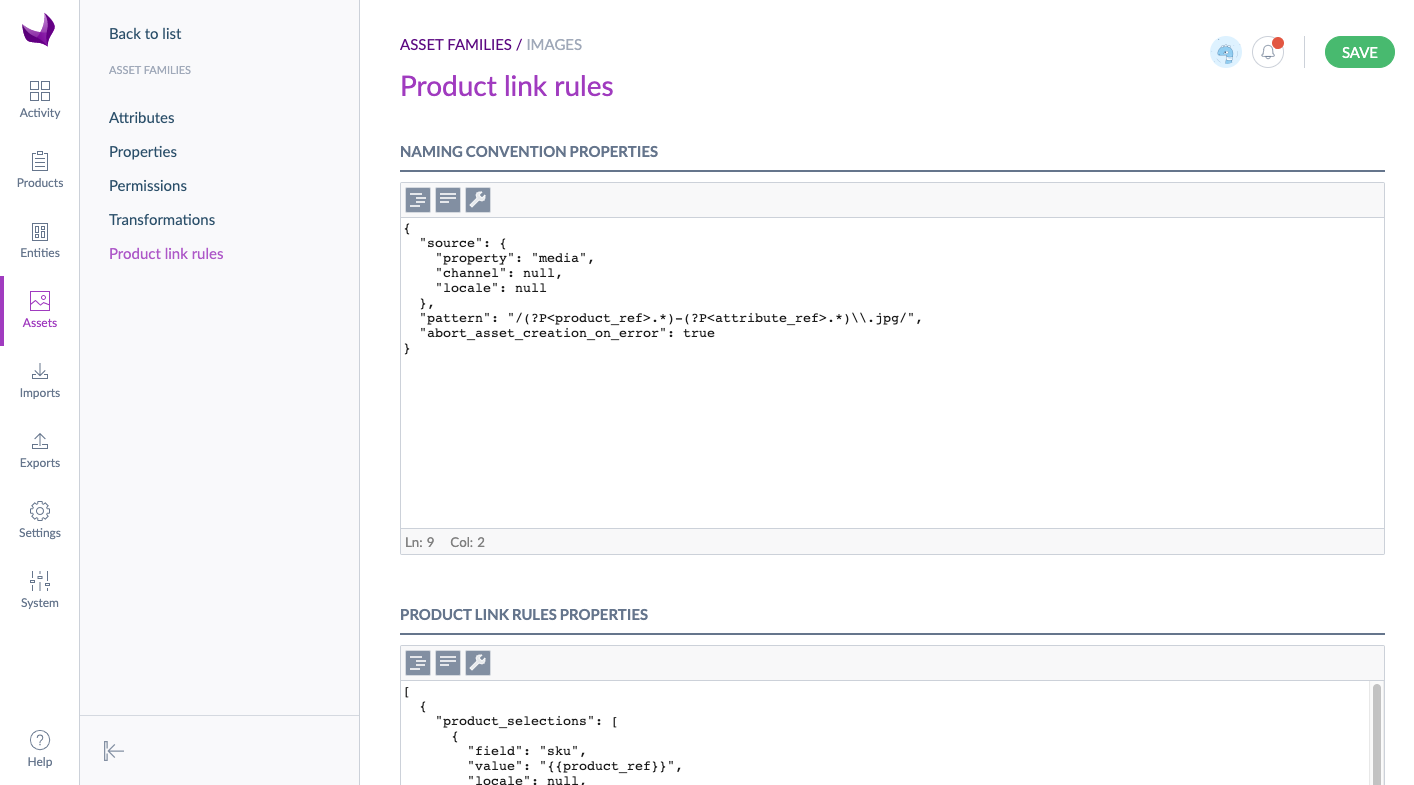 Activity
Products
Entities
Assets
Imports
Exports
Settings
System
Help
Back to list
ASSET FAMILIES
Attributes
Properties
Permissions
Transformations
Product link rules
ASSET FAMILIES / IMAGES
SAVE
Product link rules
NAMING CONVENTION PROPERTIES
{
  "source": {
    "property": "media",
    "channel": null,
    "locale": null
  },
  "pattern": "/(?P<product_ref>.*)-(?P<attribute_ref>.*)\\.jpg/",
  "abort_asset_creation_on_error": true
}
Ln: 9 Col: 2
PRODUCT LINK RULES PROPERTIES
[
  {
    "product_selections": [
      {
        "field": "sku",
        "value": "{{product_ref}}",
        "locale": null,